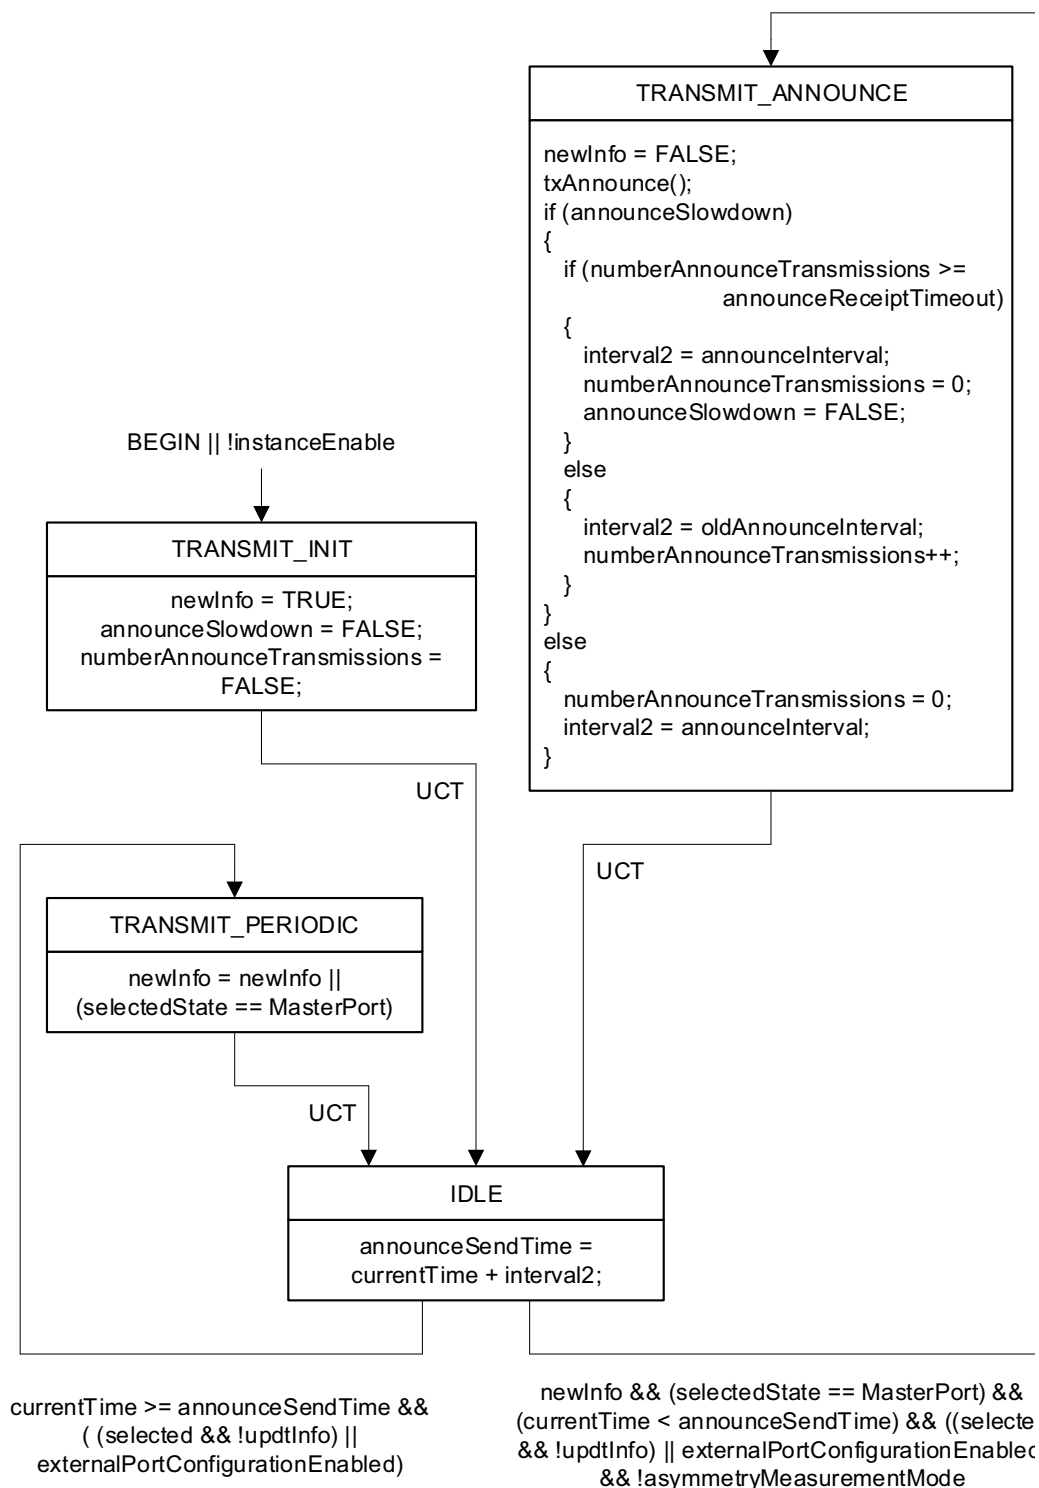 TRANSMIT_ANNOUNCE
newInfo = FALSE;
txAnnounce();
if (announceSlowdown)
{
if (numberAnnounceTransmissions >=
announceReceiptTimeout)
{
interval2 = announceInterval;
numberAnnounceTransmissions = 0;
announceSlowdown = FALSE;
}
else
{
interval2 = oldAnnounceInterval;
numberAnnounceTransmissions++;
}
}
else
{
numberAnnounceTransmissions = 0;
interval2 = announceInterval;
}
UCT
BEGIN || !instanceEnable
TRANSMIT_INIT
newInfo = TRUE;
announceSlowdown = FALSE;
numberAnnounceTransmissions =
FALSE;
UCT
TRANSMIT_PERIODIC
newInfo = newInfo ||
(selectedState == MasterPort)
UCT
IDLE
announceSendTime =
currentTime + interval2;
currentTime >= announceSendTime &&
( (selected && !updtInfo) ||
externalPortConfigurationEnabled)
newInfo && (selectedState == MasterPort) &&
(currentTime < announceSendTime) && ((selecte
&& !updtInfo) || externalPortConfigurationEnabled
&& !asymmetryMeasurementMode